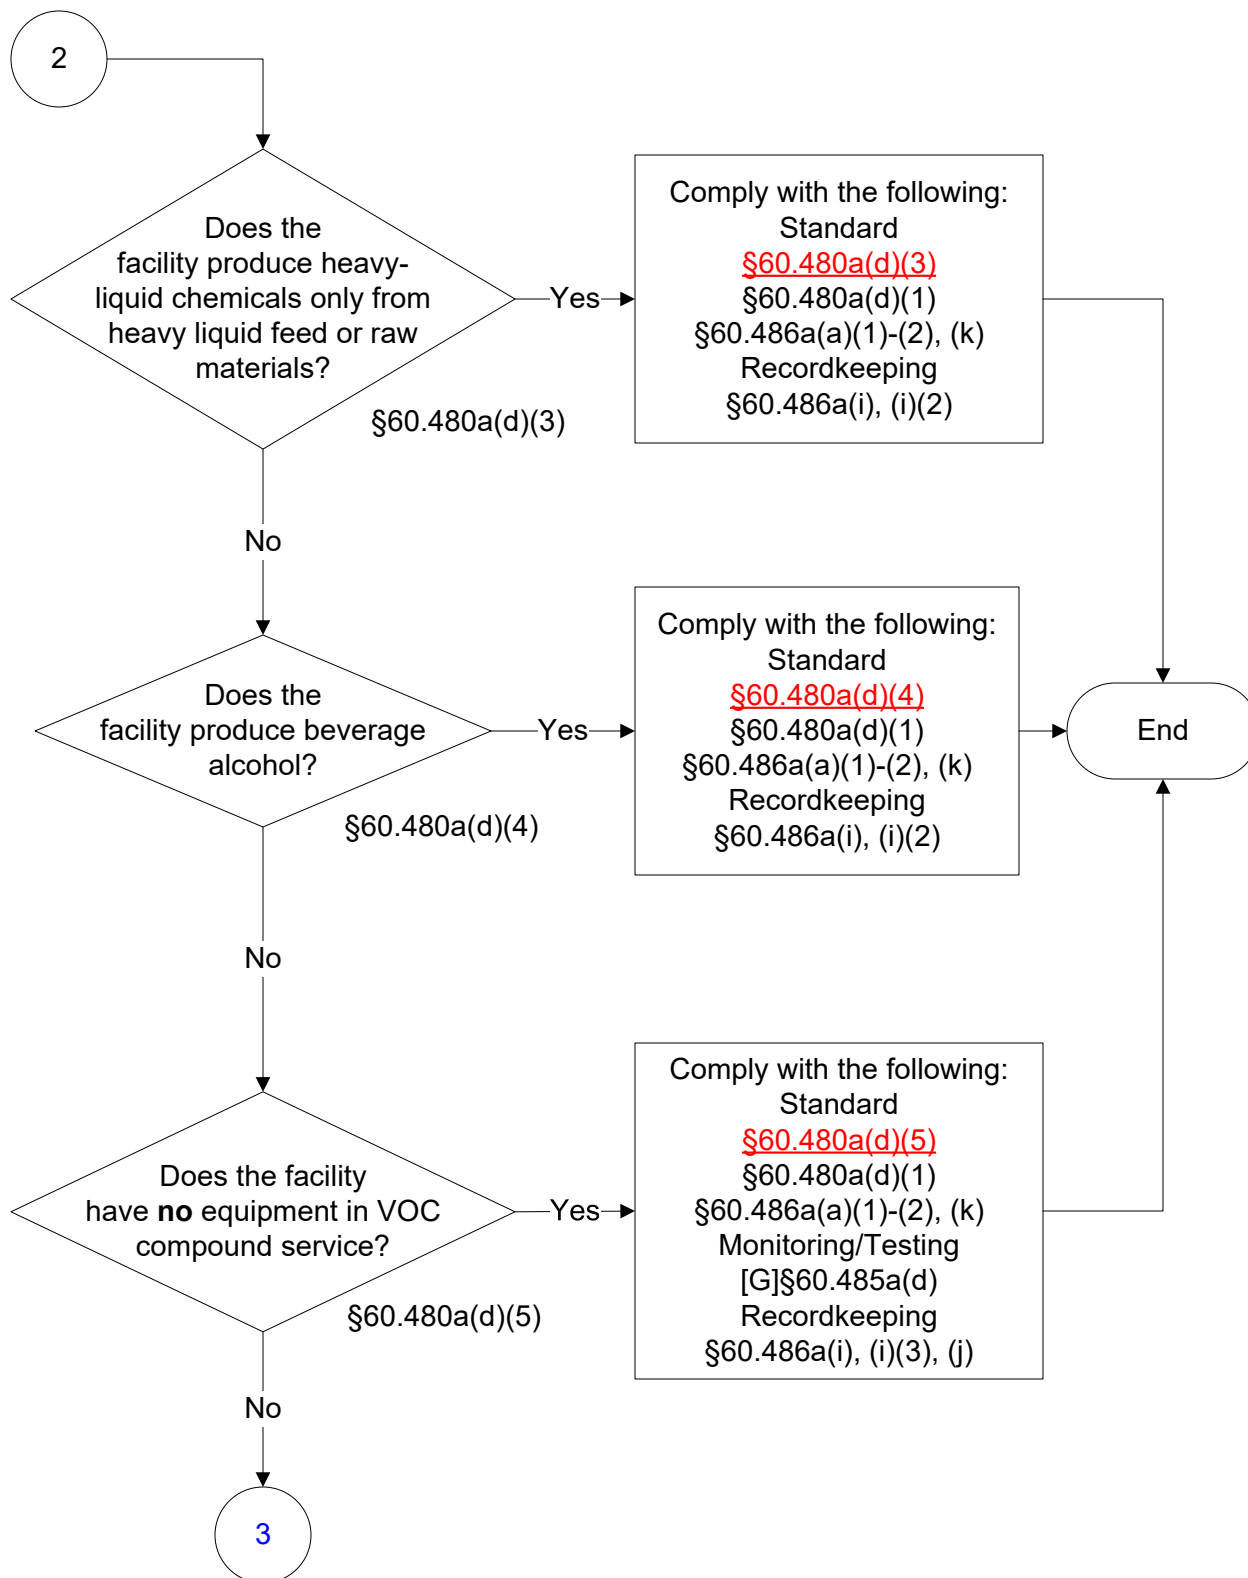 2
Does the
facility produce heavy-
liquid chemicals only from
heavy liquid feed or raw
materials?
§60.480a(d)(3)
Yes
Comply with the following:
Standard
§60.480a(d)(3)
§60.480a(d)(1)
§60.486a(a)(1)-(2), (k)
Recordkeeping
§60.486a(i), (i)(2)
No
Does the
facility produce beverage
alcohol?
§60.480a(d)(4)
Yes
Comply with the following:
Standard
§60.480a(d)(4)
§60.480a(d)(1)
§60.486a(a)(1)-(2), (k)
Recordkeeping
§60.486a(i), (i)(2)
End
No
Does the facility
have no equipment in VOC
compound service?
§60.480a(d)(5)
Yes
Comply with the following:
Standard
§60.480a(d)(5)
§60.480a(d)(1)
§60.486a(a)(1)-(2), (k)
Monitoring/Testing
[G]§60.485a(d)
Recordkeeping
§60.486a(i), (i)(3), (j)
No
3